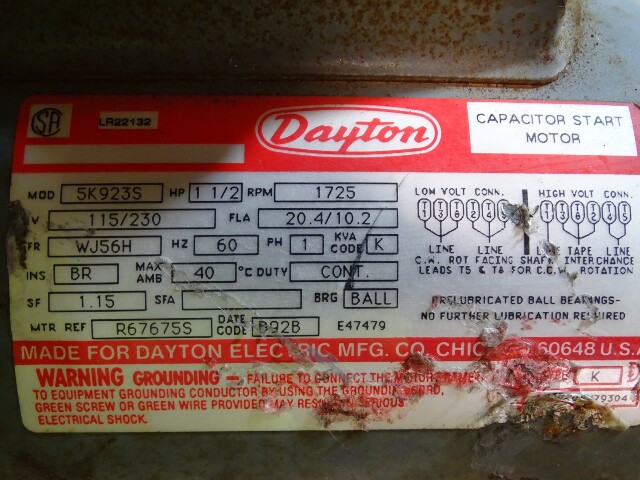 SA LR22132 Dayton CAPACITOR START
MOTOR
MOD 5K923S HP 1 1/2 RPM 1725
V 115/230 FLA 20.4/10.2
FR WJ56H HZ 60 PH 1 KVA CODE K
INS BR MAX AMB 40 °C DUTY CONT.
SF 1.15 SFA BRG BALL
MTR REF R67675S DATE CODE B92B E47479
LOW VOLT CONN. HIGH VOLT CONN.
LINE LINE LINE TAPE LINE
C.W. ROT FACING SHAFT INTERCHANGE
LEADS T5 & T8 FOR C.C.W. ROTATION
PRELUBRICATED BALL BEARINGS-
NO FURTHER LUBRICATION REQUIRED
MADE FOR DAYTON ELECTRIC MFG. CO. CHIC 60648 U.S.A
WARNING GROUNDING — FAILURE TO CONNECT THE MOTOR FRAME
TO EQUIPMENT GROUNDING CONDUCTOR BY USING THE GROUNDING
GREEN SCREW OR GREEN WIRE PROVIDED MAY RESULT IN SERIOUS
ELECTRICAL SHOCK.
K
79304